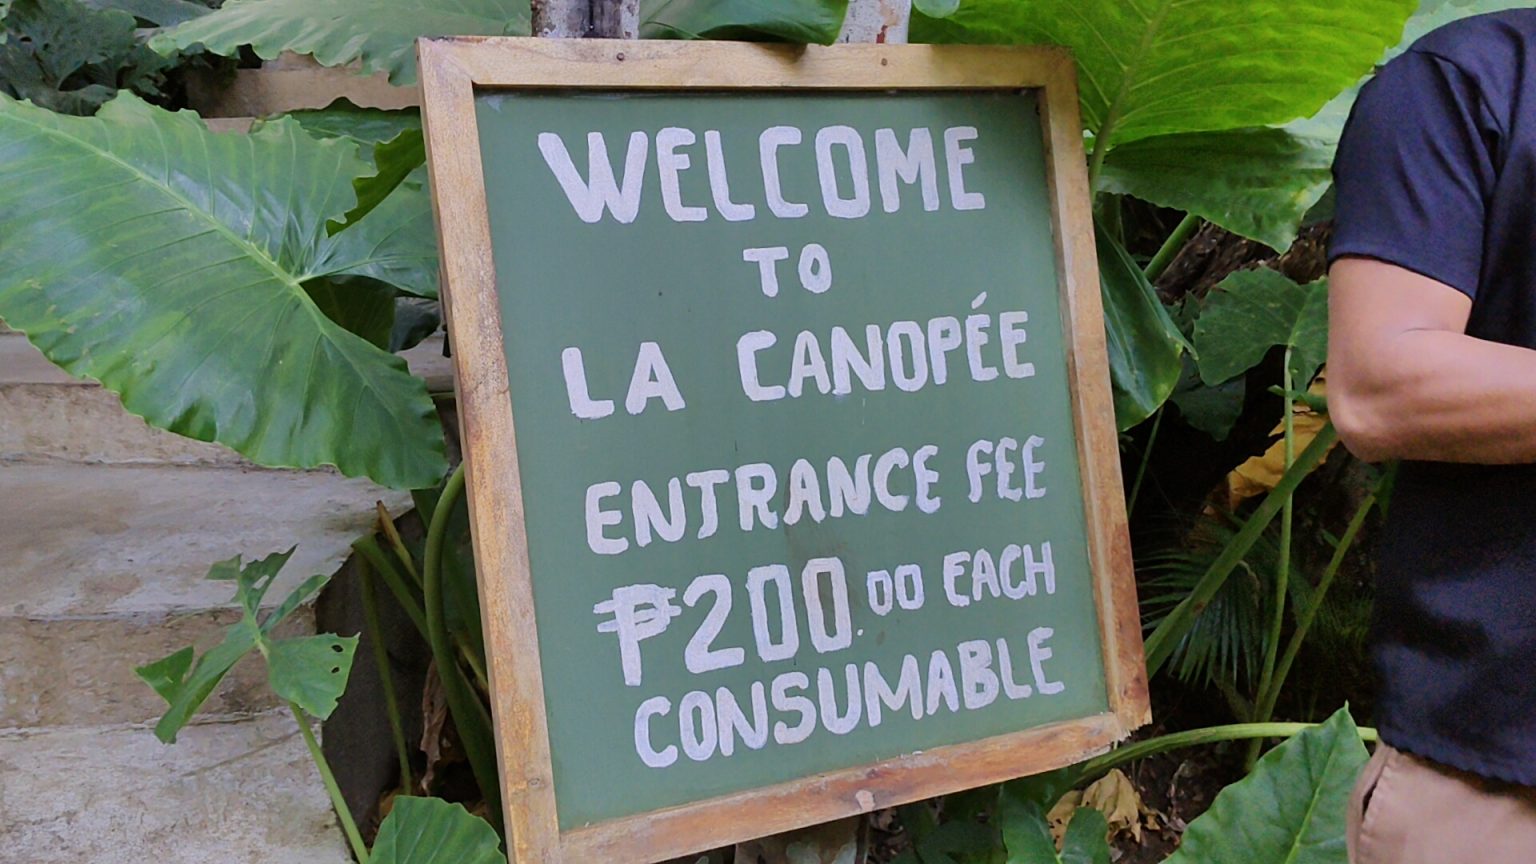 WELCOME
TO
LA CANOPÉE
ENTRANCE FEE
₱200.00 EACH
CONSUMABLE